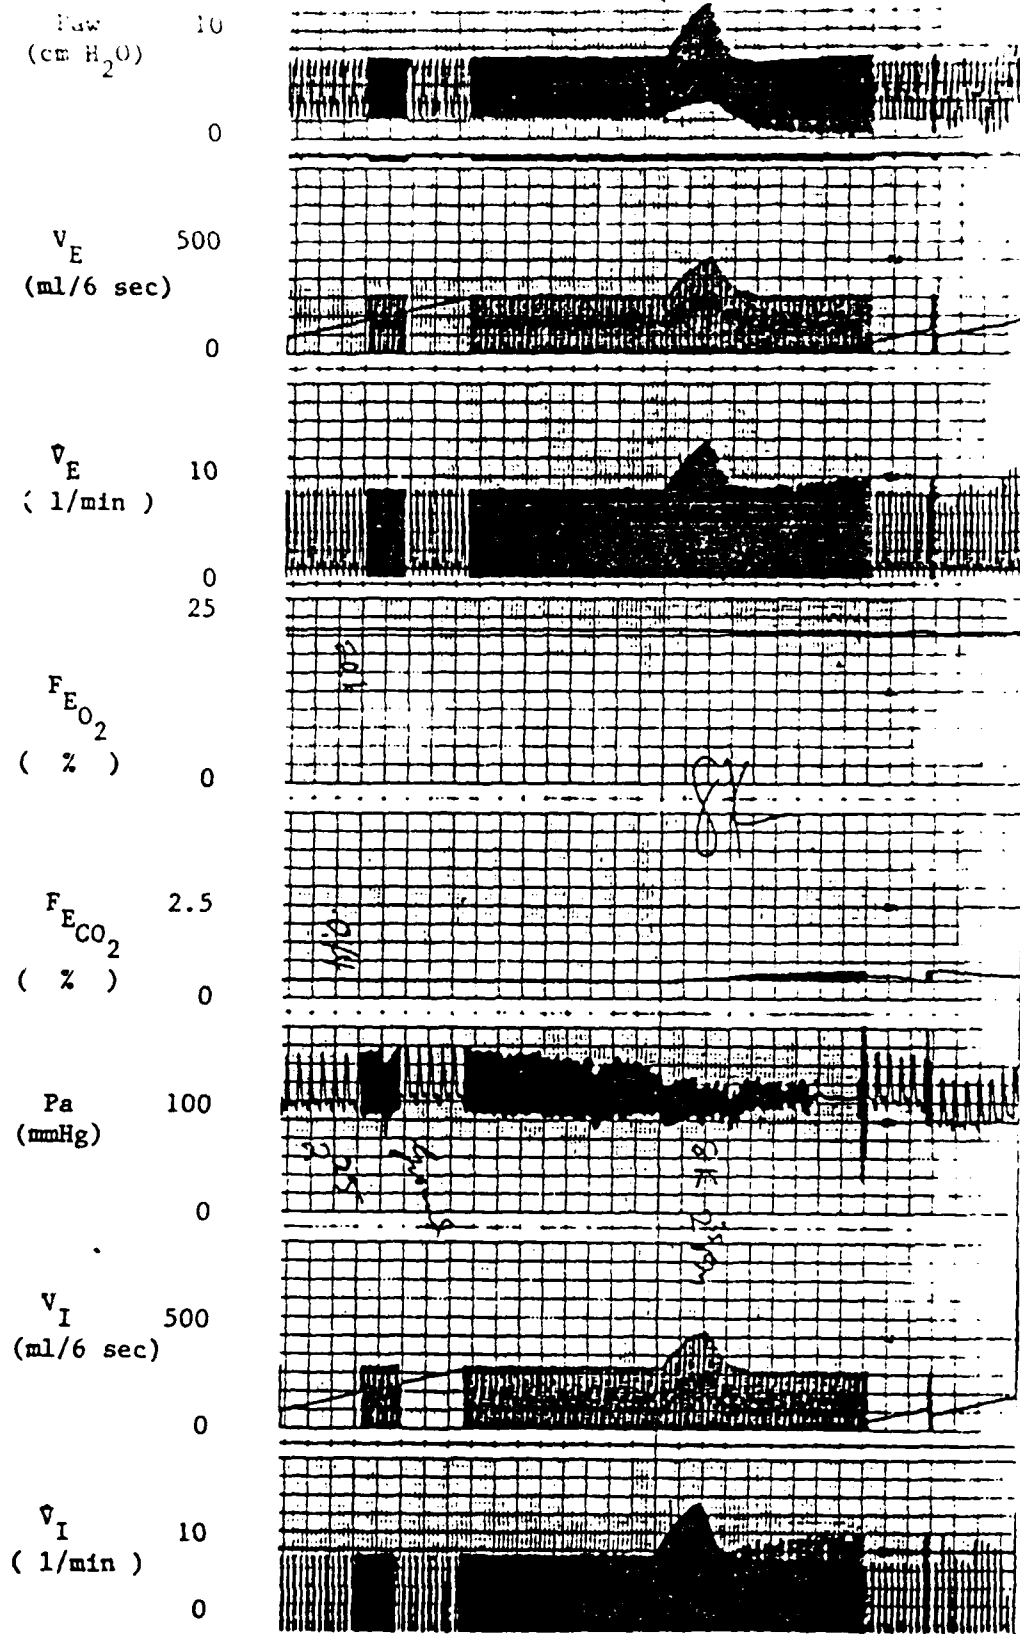 Paw 10
(cm H2O)
0
VE 500
(ml/6 sec)
0
V̇E 10
( l/min )
0
25
FEO2
( % )
0
FECO2 2.5
( % )
0
Pa 100
(mmHg)
0
VI 500
(ml/6 sec)
0
V̇I 10
( l/min )
0